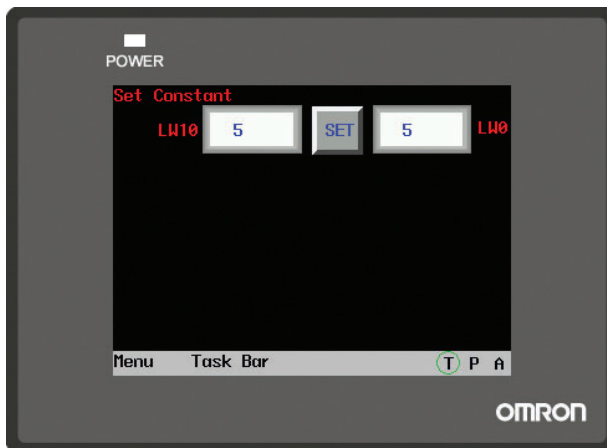 POWER
Set Constant
LW10 5 SET 5 LW0
Menu Task Bar T P A
OMRON